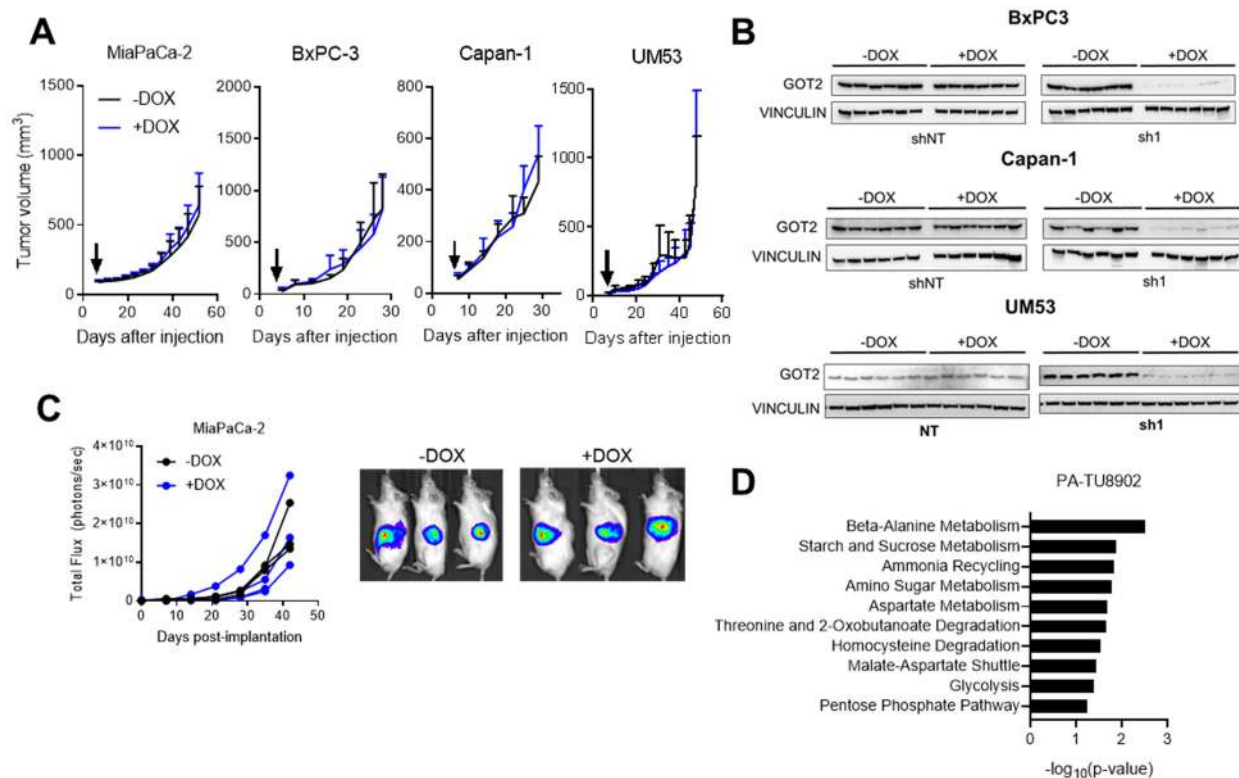 A
MiaPaCa-2
BxPC-3
Capan-1
UM53
-DOX
+DOX
Tumor volume (mm³)
1500
1000
500
0
0 20 40 60
Days after injection
2000
1500
1000
500
0
0 10 20 30
Days after injection
800
600
400
200
0
0 10 20 30
Days after injection
1500
1000
500
0
0 20 40 60
Days after injection
B
BxPC3
-DOX +DOX -DOX +DOX
GOT2
VINCULIN
shNT sh1
Capan-1
-DOX +DOX -DOX +DOX
GOT2
VINCULIN
shNT sh1
UM53
-DOX +DOX -DOX +DOX
GOT2
VINCULIN
NT sh1
C
MiaPaCa-2
-DOX
+DOX
Total Flux (photons/sec)
4×10¹⁰
3×10¹⁰
2×10¹⁰
1×10¹⁰
0
0 10 20 30 40 50
Days post-implantation
-DOX +DOX
D
PA-TU8902
Beta-Alanine Metabolism
Starch and Sucrose Metabolism
Ammonia Recycling
Amino Sugar Metabolism
Aspartate Metabolism
Threonine and 2-Oxobutanoate Degradation
Homocysteine Degradation
Malate-Aspartate Shuttle
Glycolysis
Pentose Phosphate Pathway
0 1 2 3
-log₁₀(p-value)